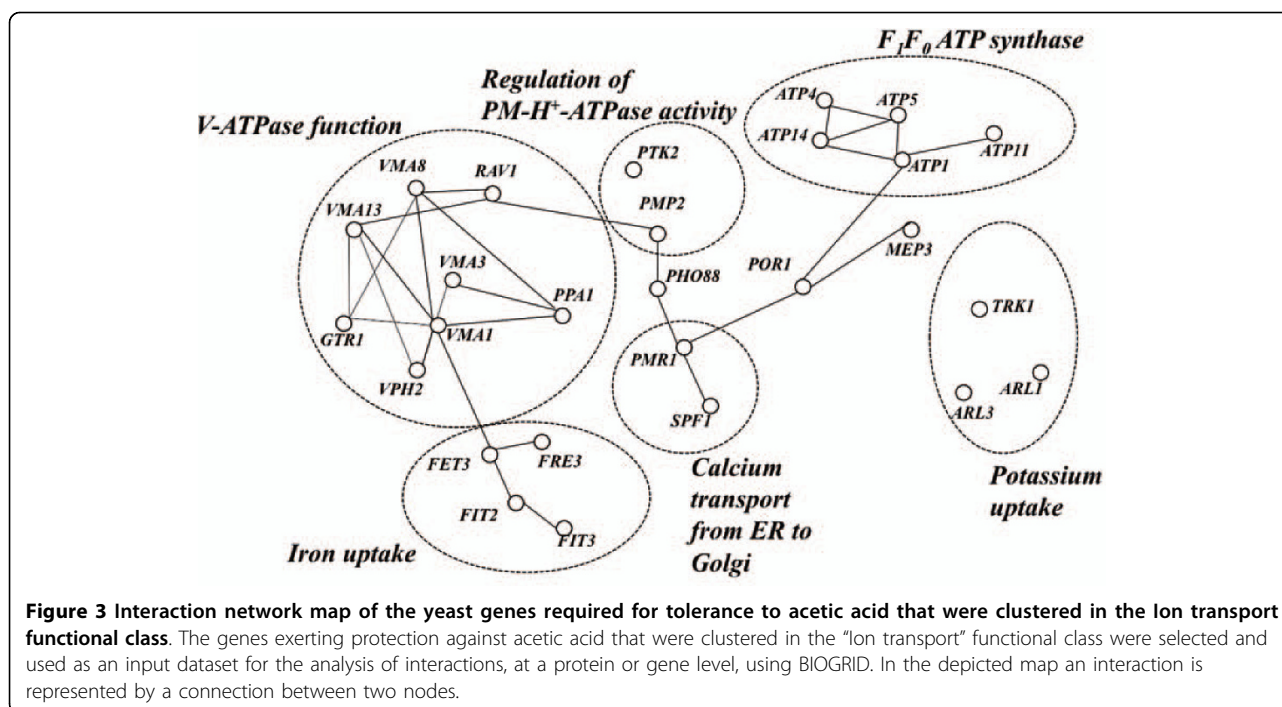 F1F0 ATP synthase
Regulation of
PM-H+-ATPase activity
V-ATPase function
ATP4
ATP5
ATP14
ATP1
ATP11
PTK2
PMP2
VMA8
RAV1
VMA13
VMA3
PPA1
GTR1
VMA1
VPH2
PHO88
POR1
MEP3
PMR1
SPF1
TRK1
ARL1
ARL3
FET3
FRE3
FIT2
FIT3
Iron uptake
Calcium
transport
from ER to
Golgi
Potassium
uptake
Figure 3 Interaction network map of the yeast genes required for tolerance to acetic acid that were clustered in the Ion transport
functional class. The genes exerting protection against acetic acid that were clustered in the “Ion transport” functional class were selected and
used as an input dataset for the analysis of interactions, at a protein or gene level, using BIOGRID. In the depicted map an interaction is
represented by a connection between two nodes.